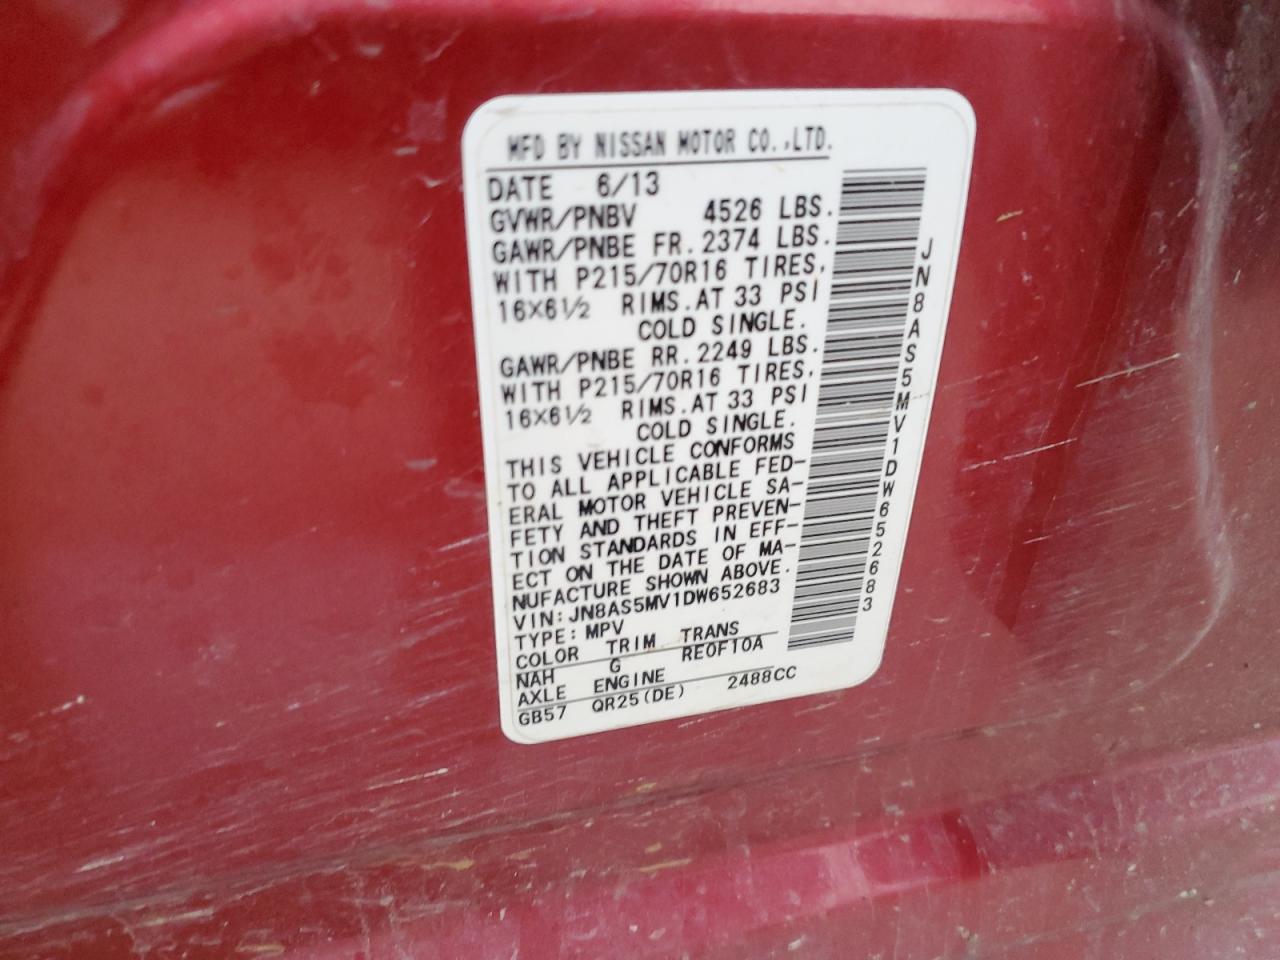 MFD BY NISSAN MOTOR CO.,LTD.
DATE 6/13
GVWR/PNBV 4526 LBS.
GAWR/PNBE FR.2374 LBS.
WITH P215/70R16 TIRES,
16X6½ RIMS.AT 33 PSI
COLD SINGLE.
GAWR/PNBE RR.2249 LBS.
WITH P215/70R16 TIRES,
16X6½ RIMS.AT 33 PSI
COLD SINGLE.
THIS VEHICLE CONFORMS
TO ALL APPLICABLE FED-
ERAL MOTOR VEHICLE SA-
FETY AND THEFT PREVEN-
TION STANDARDS IN EFF-
ECT ON THE DATE OF MA-
NUFACTURE SHOWN ABOVE.
VIN:JN8AS5MV1DW652683
TYPE:MPV
COLOR TRIM TRANS
NAH G RE0F10A
AXLE ENGINE
GB57 QR25(DE) 2488CC
JN8AS5MV1DW652683